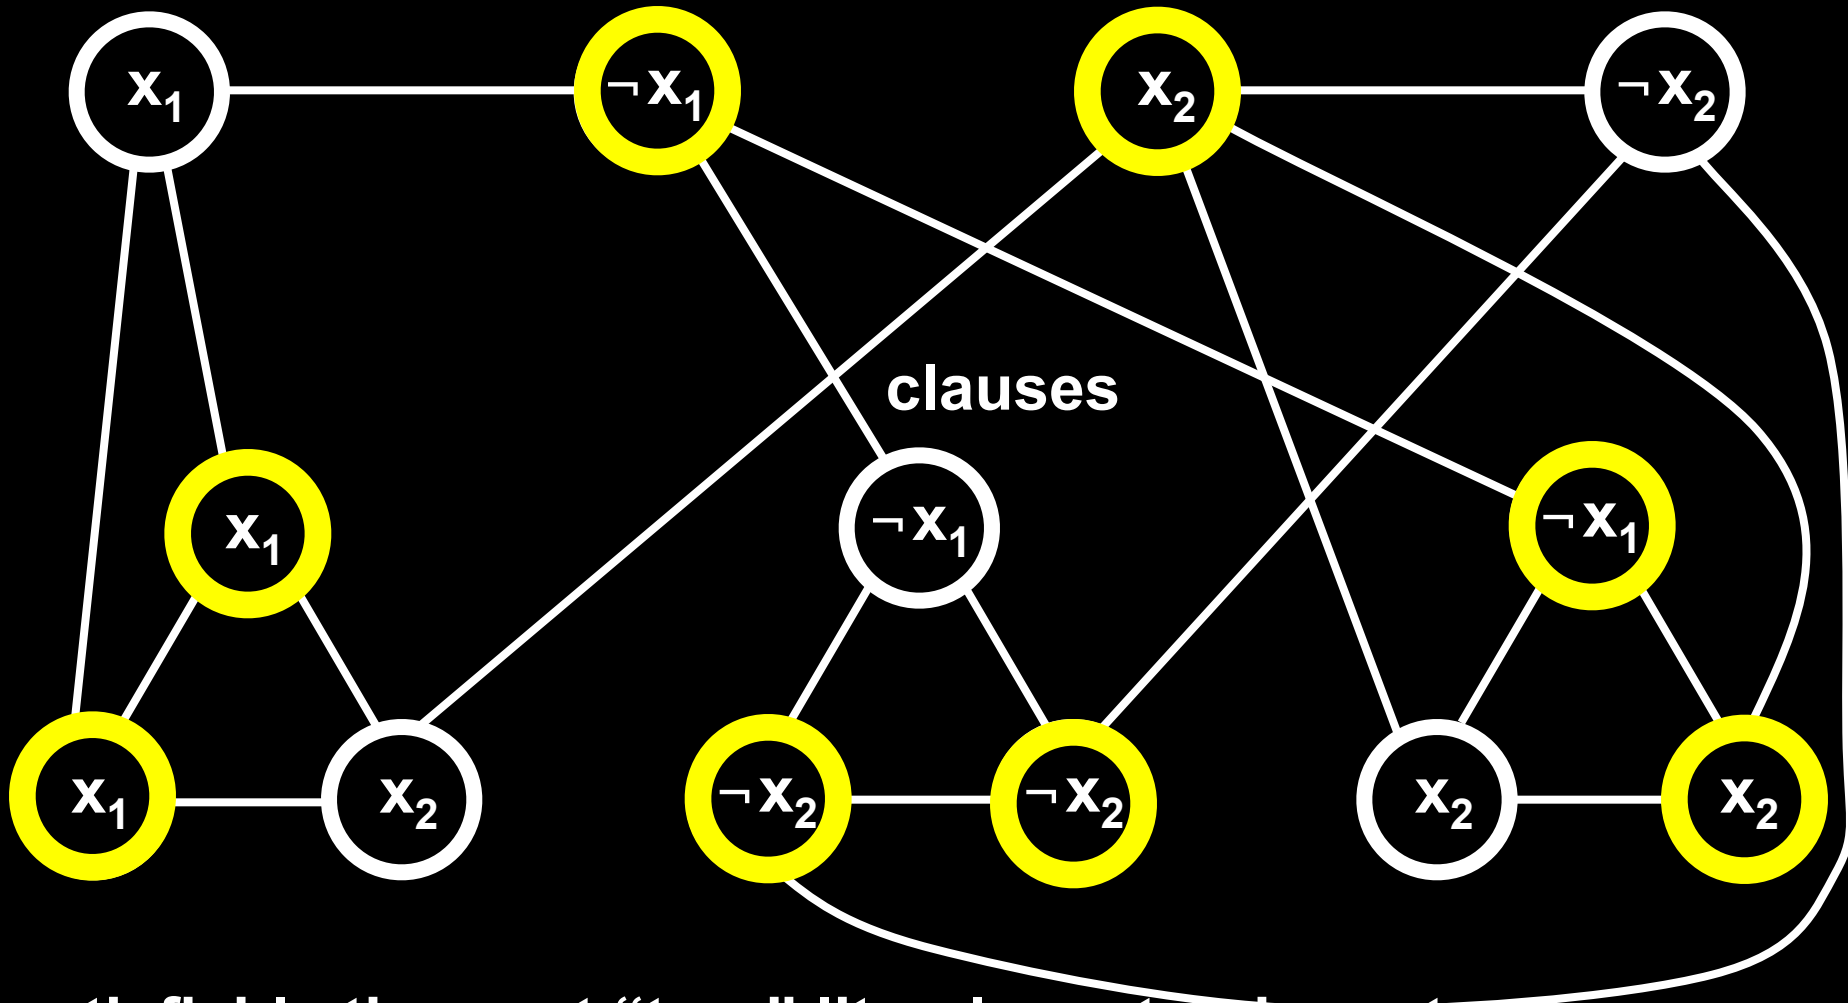 x₁ ¬x₁ x₂ ¬x₂
clauses
x₁ ¬x₁ ¬x₁
x₁ x₂ ¬x₂ ¬x₂ x₂ x₂